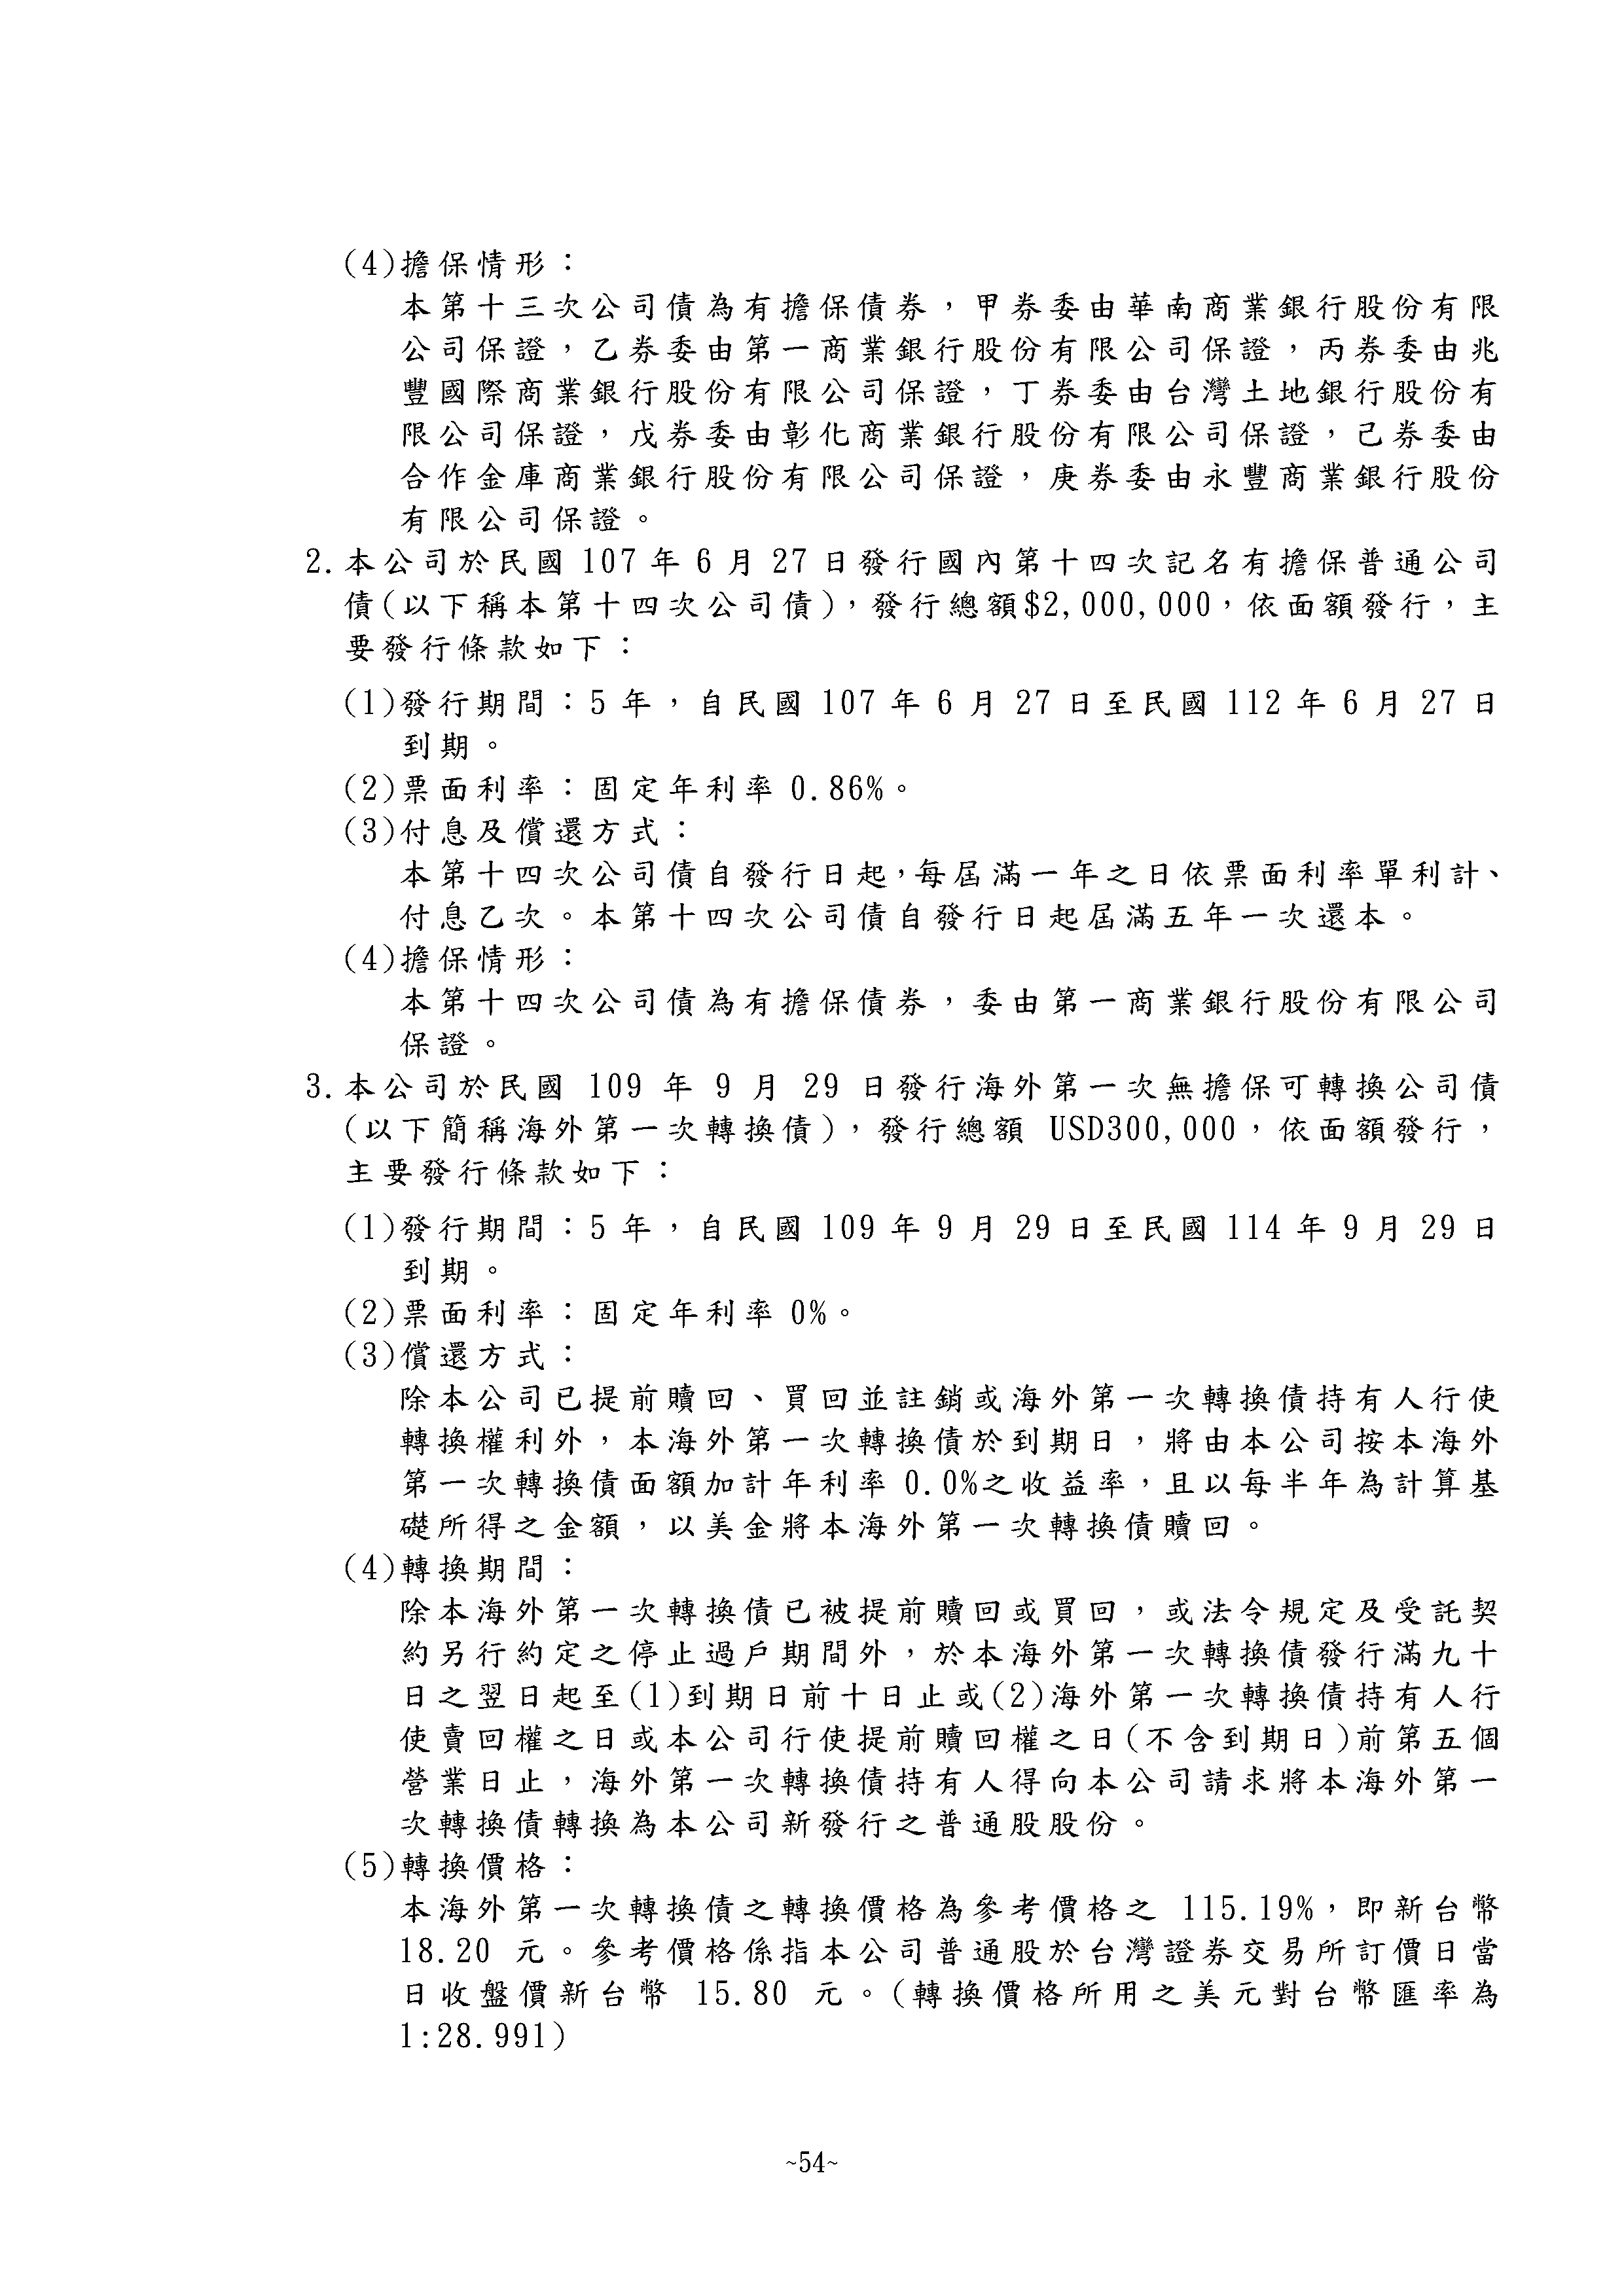 (4)擔保情形：
本第十三次公司債為有擔保債券，甲券委由華南商業銀行股份有限
公司保證，乙券委由第一商業銀行股份有限公司保證，丙券委由兆
豐國際商業銀行股份有限公司保證，丁券委由台灣土地銀行股份有
限公司保證，戊券委由彰化商業銀行股份有限公司保證，己券委由
合作金庫商業銀行股份有限公司保證，庚券委由永豐商業銀行股份
有限公司保證。
2.本公司於民國 107 年 6 月 27 日發行國內第十四次記名有擔保普通公司
債(以下稱本第十四次公司債)，發行總額$2,000,000，依面額發行，主
要發行條款如下：
(1)發行期間：5 年，自民國 107 年 6 月 27 日至民國 112 年 6 月 27 日
到期。
(2)票面利率：固定年利率 0.86%。
(3)付息及償還方式：
本第十四次公司債自發行日起，每屆滿一年之日依票面利率單利計、
付息乙次。本第十四次公司債自發行日起屆滿五年一次還本。
(4)擔保情形：
本第十四次公司債為有擔保債券，委由第一商業銀行股份有限公司
保證。
3.本公司於民國 109 年 9 月 29 日發行海外第一次無擔保可轉換公司債
(以下簡稱海外第一次轉換債)，發行總額 USD300,000，依面額發行，
主要發行條款如下：
(1)發行期間：5 年，自民國 109 年 9 月 29 日至民國 114 年 9 月 29 日
到期。
(2)票面利率：固定年利率 0%。
(3)償還方式：
除本公司已提前贖回、買回並註銷或海外第一次轉換債持有人行使
轉換權利外，本海外第一次轉換債於到期日，將由本公司按本海外
第一次轉換債面額加計年利率 0.0%之收益率，且以每半年為計算基
礎所得之金額，以美金將本海外第一次轉換債贖回。
(4)轉換期間：
除本海外第一次轉換債已被提前贖回或買回，或法令規定及受託契
約另行約定之停止過戶期間外，於本海外第一次轉換債發行滿九十
日之翌日起至(1)到期日前十日止或(2)海外第一次轉換債持有人行
使賣回權之日或本公司行使提前贖回權之日(不含到期日)前第五個
營業日止，海外第一次轉換債持有人得向本公司請求將本海外第一
次轉換債轉換為本公司新發行之普通股股份。
(5)轉換價格：
本海外第一次轉換債之轉換價格為參考價格之 115.19%，即新台幣
18.20 元。參考價格係指本公司普通股於台灣證券交易所訂價日當
日收盤價新台幣 15.80 元。(轉換價格所用之美元對台幣匯率為
1:28.991)
~54~